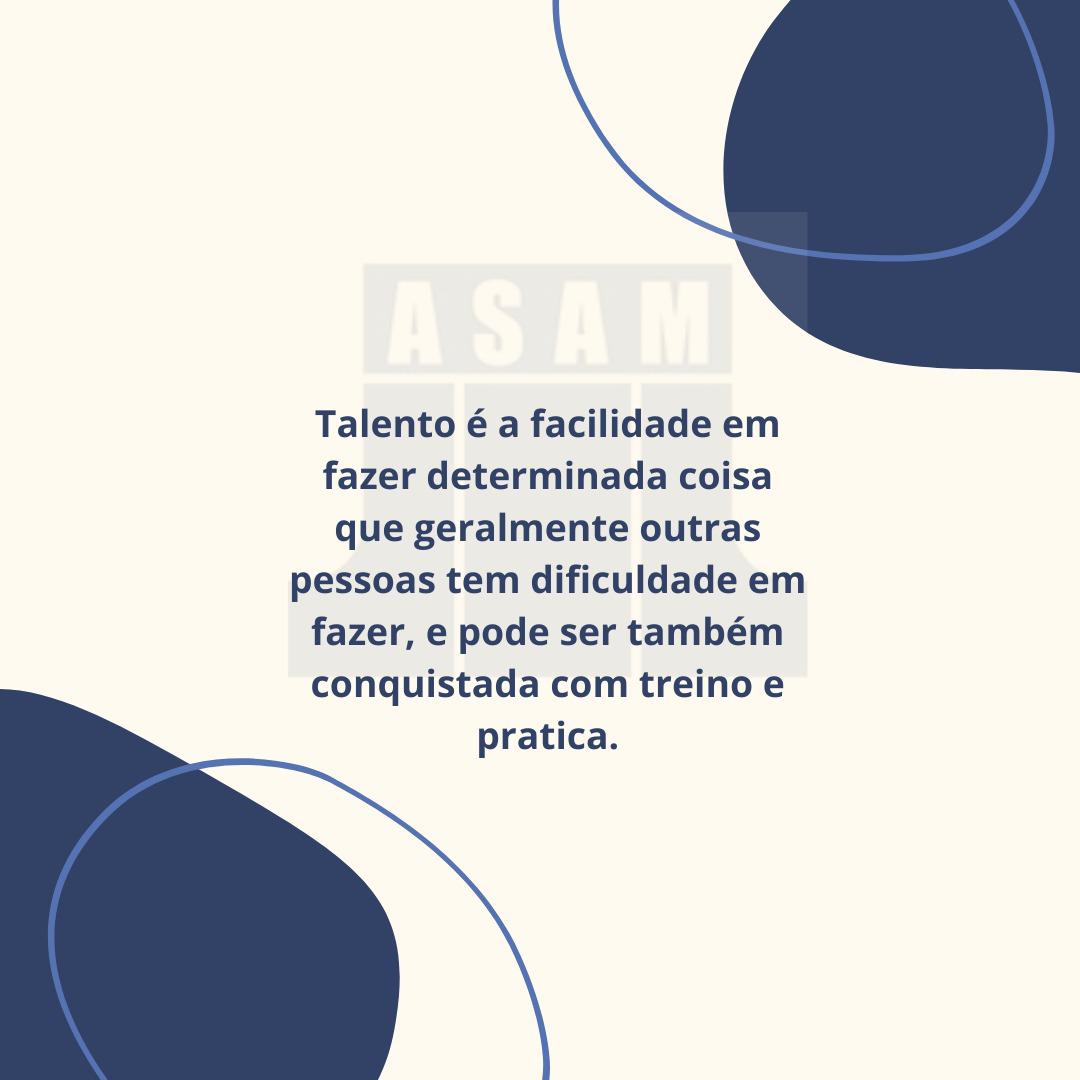 ASAM
Talento é a facilidade em
fazer determinada coisa
que geralmente outras
pessoas tem dificuldade em
fazer, e pode ser também
conquistada com treino e
pratica.